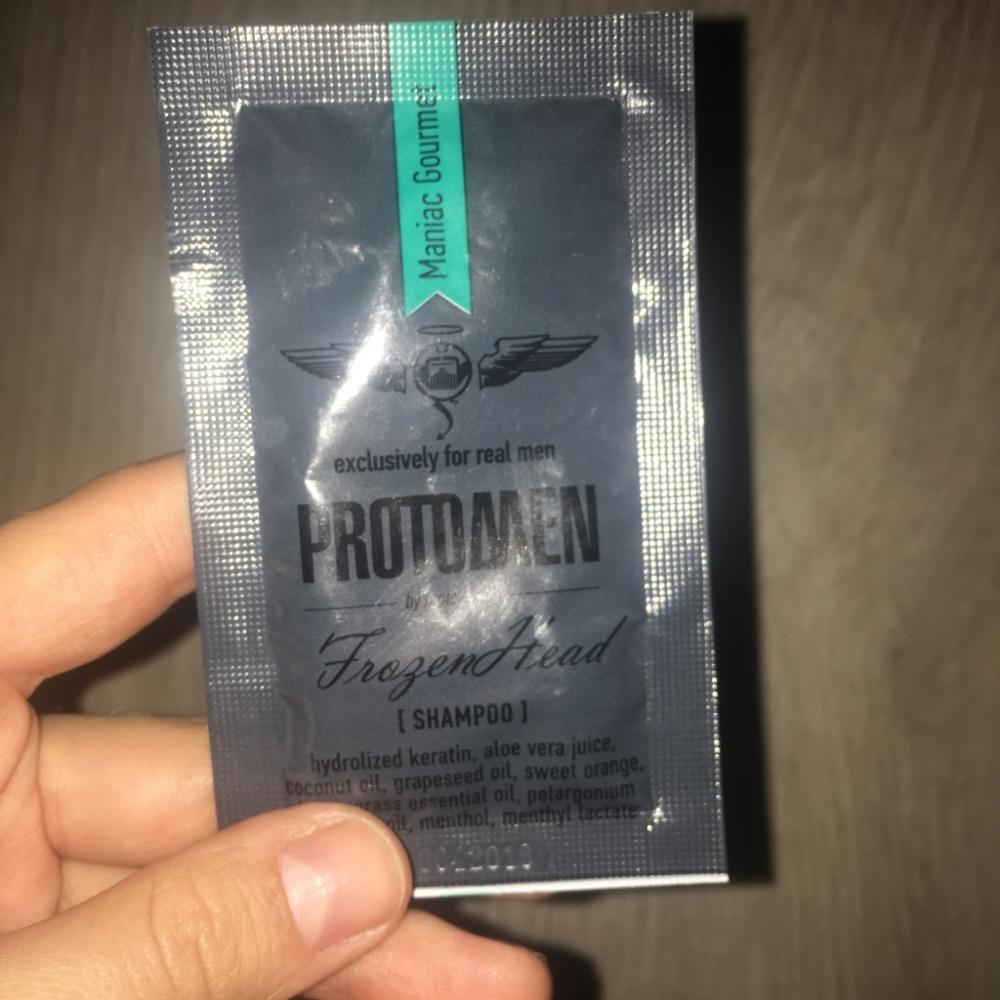 Maniac Gourmet
exclusively for real men
PROTOMEN
by
FrozenHead
[ SHAMPOO ]
hydrolized keratin, aloe vera juice,
coconut oil, grapeseed oil, sweet orange,
essential oil, pelargonium
oil, menthol, menthyl lactate